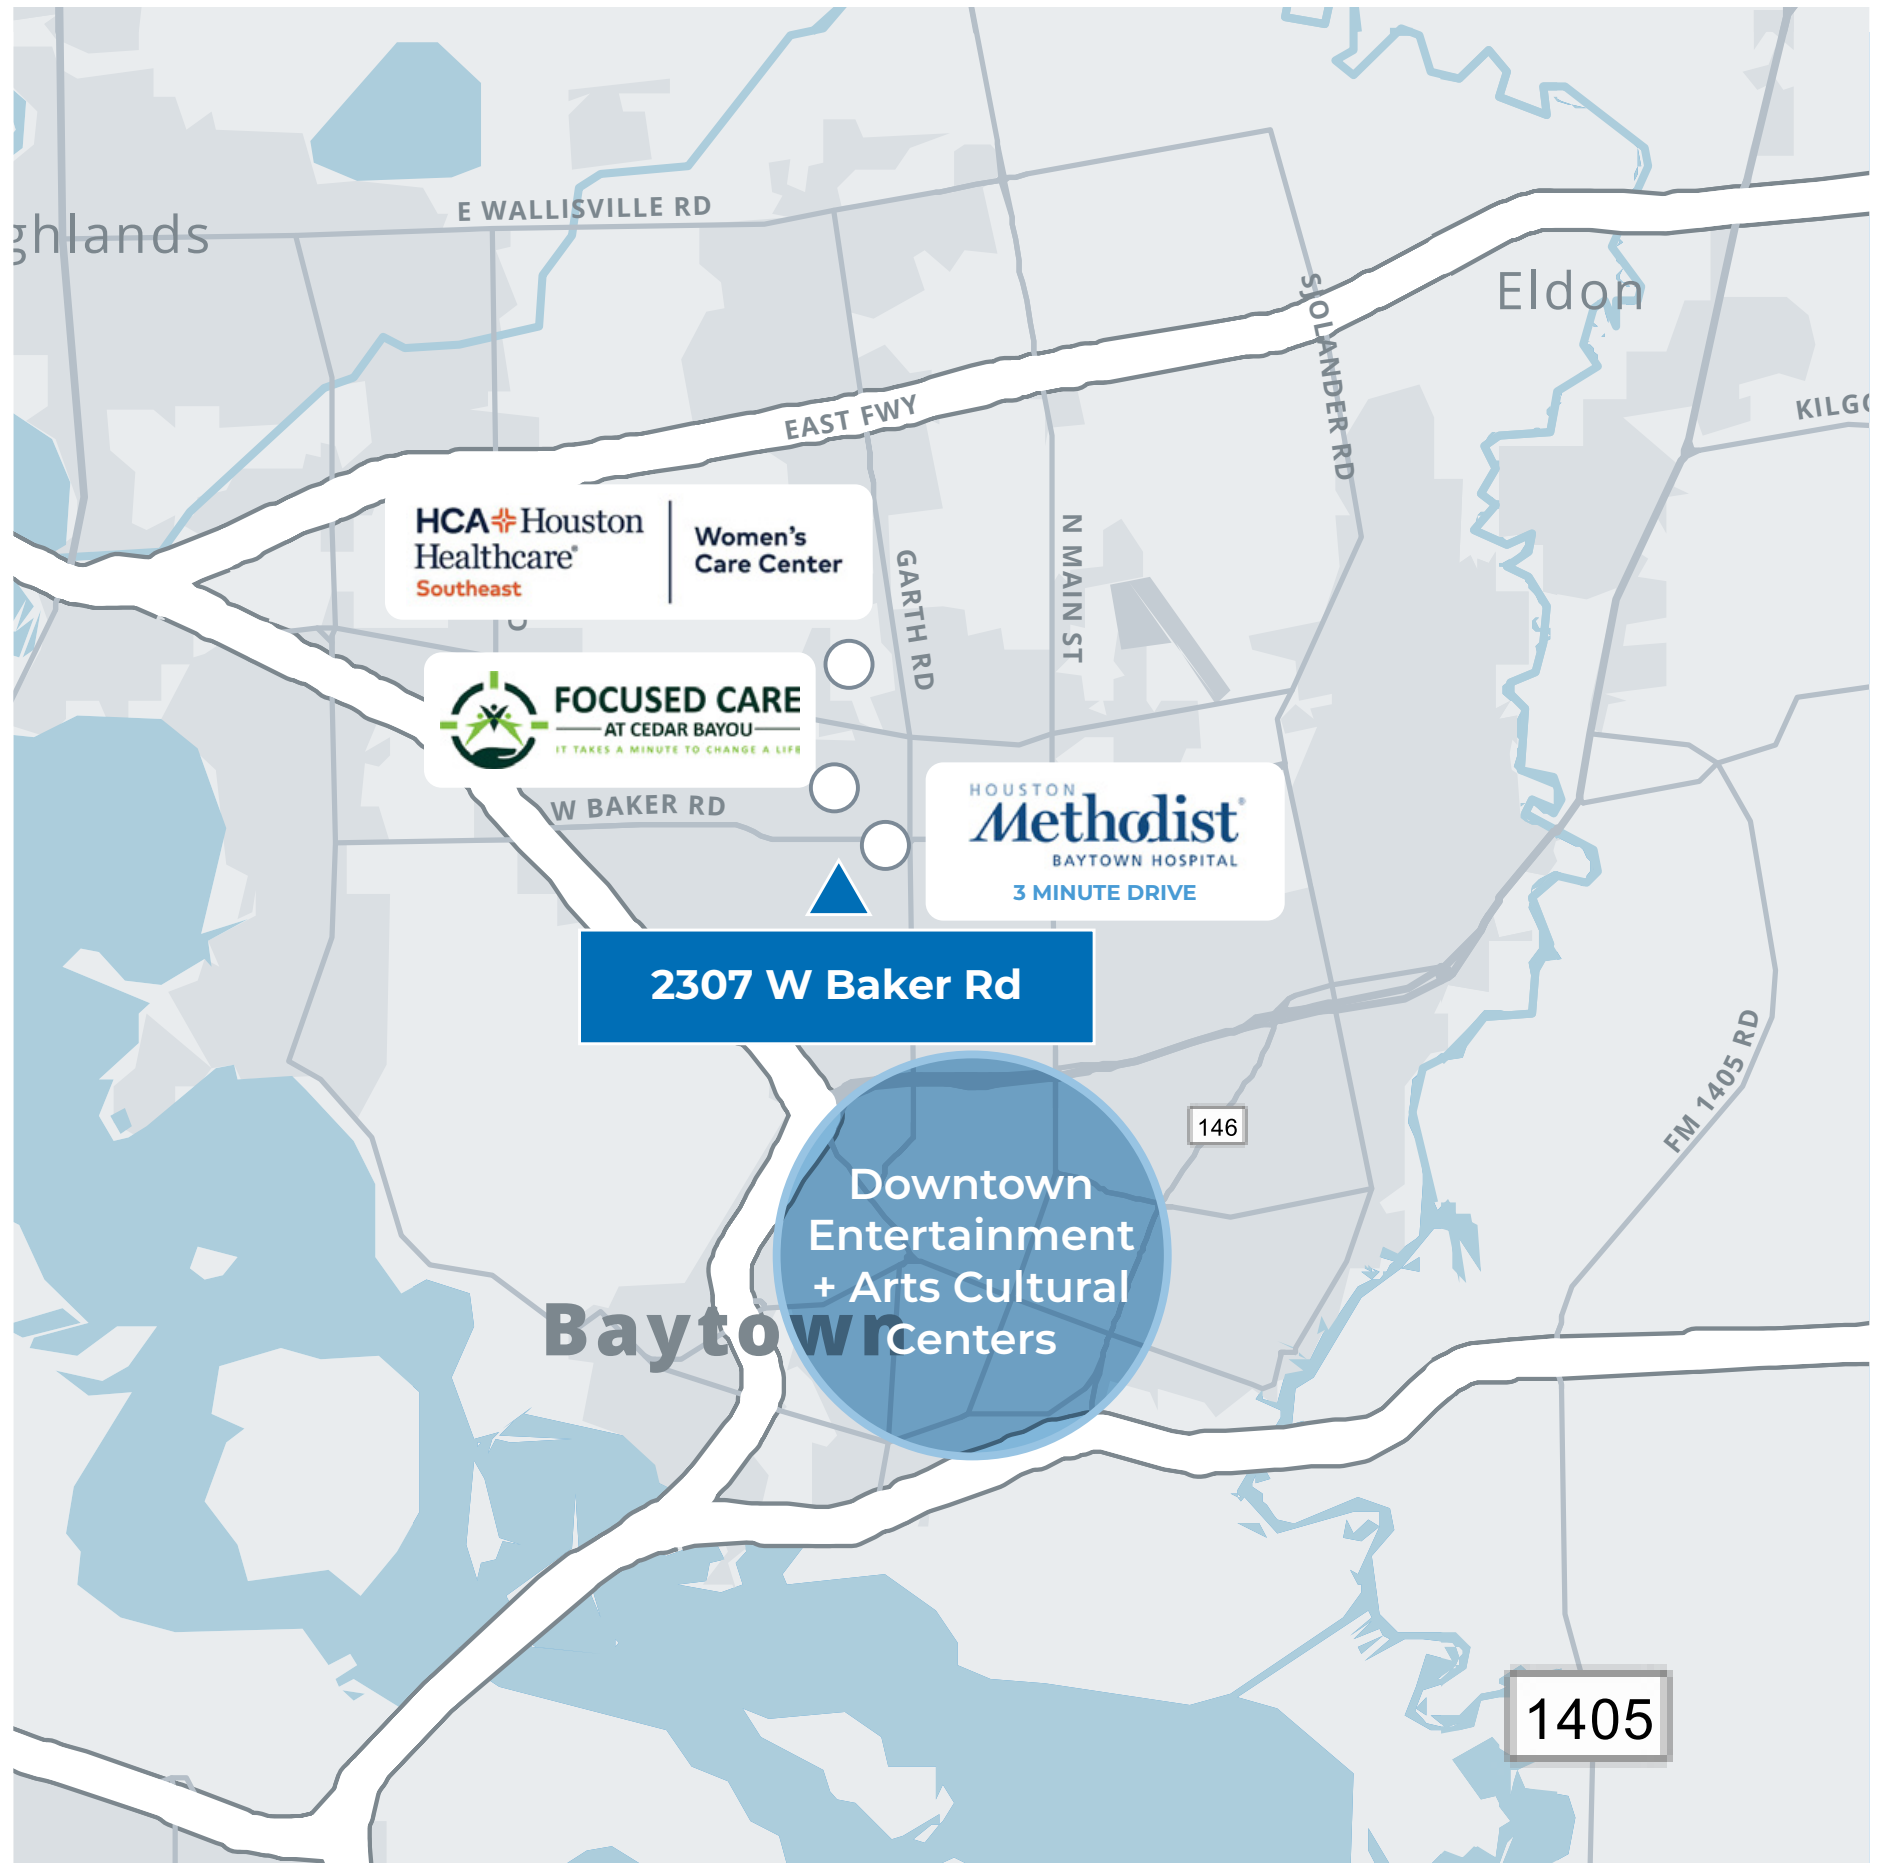 E WALLISVILLE RD
ghlands
SJOLANDER RD
Eldon
KILGO
EAST FWY
HCA Houston
Healthcare®
Southeast
Women's
Care Center
GARTH RD
N MAIN ST
FOCUSED CARE
AT CEDAR BAYOU
IT TAKES A MINUTE TO CHANGE A LIFE
W BAKER RD
HOUSTON
Methodist®
BAYTOWN HOSPITAL
3 MINUTE DRIVE
2307 W Baker Rd
FM 1405 RD
146
Downtown
Entertainment
+ Arts Cultural
Centers
Baytown
1405